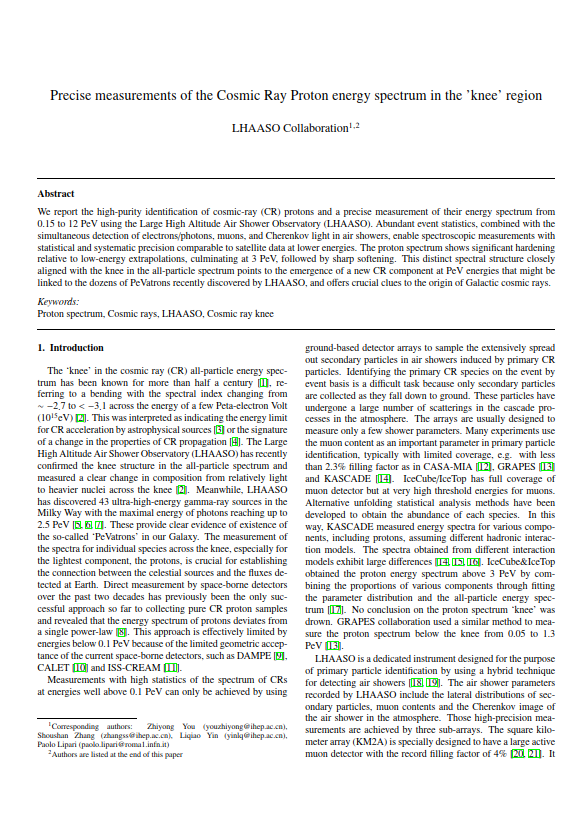 Precise measurements of the Cosmic Ray Proton energy spectrum in the 'knee' region
LHAASO Collaboration1,2
Abstract
We report the high-purity identification of cosmic-ray (CR) protons and a precise measurement of their energy spectrum from
0.15 to 12 PeV using the Large High Altitude Air Shower Observatory (LHAASO). Abundant event statistics, combined with the
simultaneous detection of electrons/photons, muons, and Cherenkov light in air showers, enable spectroscopic measurements with
statistical and systematic precision comparable to satellite data at lower energies. The proton spectrum shows significant hardening
relative to low-energy extrapolations, culminating at 3 PeV, followed by sharp softening. This distinct spectral structure closely
aligned with the knee in the all-particle spectrum points to the emergence of a new CR component at PeV energies that might be
linked to the dozens of PeVatrons recently discovered by LHAASO, and offers crucial clues to the origin of Galactic cosmic rays.
Keywords:
Proton spectrum, Cosmic rays, LHAASO, Cosmic ray knee
1. Introduction
The 'knee' in the cosmic ray (CR) all-particle energy spec-
trum has been known for more than half a century [1], re-
ferring to a bending with the spectral index changing from
∼ −2.7 to < −3.1 across the energy of a few Peta-electron Volt
(10^15eV) [2]. This was interpreted as indicating the energy limit
for CR acceleration by astrophysical sources [3] or the signature
of a change in the properties of CR propagation [4]. The Large
High Altitude Air Shower Observatory (LHAASO) has recently
confirmed the knee structure in the all-particle spectrum and
measured a clear change in composition from relatively light
to heavier nuclei across the knee [2]. Meanwhile, LHAASO
has discovered 43 ultra-high-energy gamma-ray sources in the
Milky Way with the maximal energy of photons reaching up to
2.5 PeV [5, 6, 7]. These provide clear evidence of existence of
the so-called 'PeVatrons' in our Galaxy. The measurement of
the spectra for individual species across the knee, especially for
the lightest component, the protons, is crucial for establishing
the connection between the celestial sources and the fluxes de-
tected at Earth. Direct measurement by space-borne detectors
over the past two decades has previously been the only suc-
cessful approach so far to collecting pure CR proton samples
and revealed that the energy spectrum of protons deviates from
a single power-law [8]. This approach is effectively limited by
energies below 0.1 PeV because of the limited geometric accep-
tance of the current space-borne detectors, such as DAMPE [9],
CALET [10] and ISS-CREAM [11].
Measurements with high statistics of the spectrum of CRs
at energies well above 0.1 PeV can only be achieved by using
1Corresponding authors: Zhiyong You (youzhiyong@ihep.ac.cn),
Shoushan Zhang (zhangss@ihep.ac.cn), Liqiao Yin (yinlq@ihep.ac.cn),
Paolo Lipari (paolo.lipari@roma1.infn.it)
2Authors are listed at the end of this paper
ground-based detector arrays to sample the extensively spread
out secondary particles in air showers induced by primary CR
particles. Identifying the primary CR species on the event by
event basis is a difficult task because only secondary particles
are collected as they fall down to ground. These particles have
undergone a large number of scatterings in the cascade pro-
cesses in the atmosphere. The arrays are usually designed to
measure only a few shower parameters. Many experiments use
the muon content as an important parameter in primary particle
identification, typically with limited coverage, e.g. with less
than 2.3% filling factor as in CASA-MIA [12], GRAPES [13]
and KASCADE [14]. IceCube/IceTop has full coverage of
muon detector but at very high threshold energies for muons.
Alternative unfolding statistical analysis methods have been
developed to obtain the abundance of each species. In this
way, KASCADE measured energy spectra for various compo-
nents, including protons, assuming different hadronic interac-
tion models. The spectra obtained from different interaction
models exhibit large differences [14, 15, 16]. IceCube&IceTop
obtained the proton energy spectrum above 3 PeV by com-
bining the proportions of various components through fitting
the parameter distribution and the all-particle energy spec-
trum [17]. No conclusion on the proton spectrum 'knee' was
drawn. GRAPES collaboration used a similar method to mea-
sure the proton spectrum below the knee from 0.05 to 1.3
PeV [13].
LHAASO is a dedicated instrument designed for the purpose
of primary particle identification by using a hybrid technique
for detecting air showers [18, 19]. The air shower parameters
recorded by LHAASO include the lateral distributions of sec-
ondary particles, muon contents and the Cherenkov image of
the air shower in the atmosphere. Those high-precision mea-
surements are achieved by three sub-arrays. The square kilo-
meter array (KM2A) is specially designed to have a large active
muon detector with the record filling factor of 4% [20, 21]. It